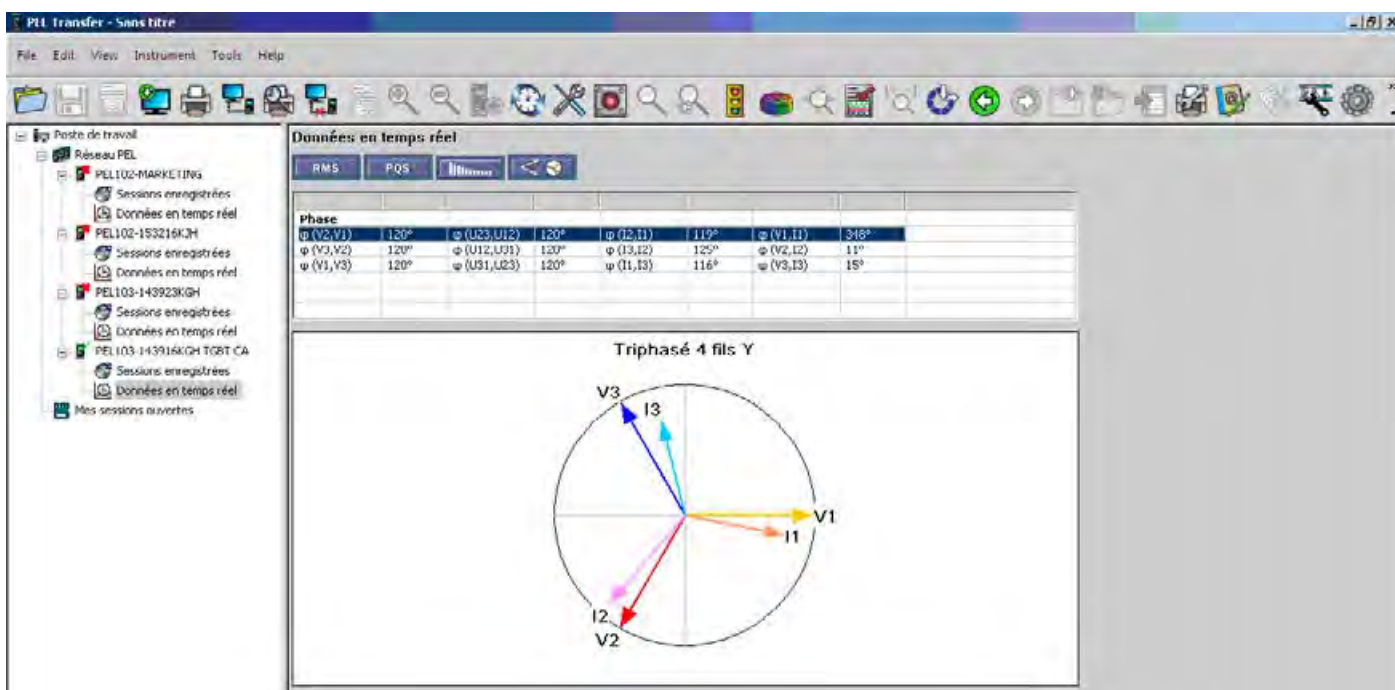 PEL Transfer - Sans titre
File Edit View Instrument Tools Help
Poste de travail
Réseau PEL
PEL102-MARKETING
Sessions enregistrées
Données en temps réel
PEL102-153216KJH
Sessions enregistrées
Données en temps réel
PEL103-143923KGH
Sessions enregistrées
Données en temps réel
PEL103-143916KGH TGBT CA
Sessions enregistrées
Données en temps réel
Mes sessions ouvertes
Données en temps réel
RMS PQS
Phase
φ (V2,V1) 120° φ (U23,U12) 120° φ (I2,I1) 119° φ (V1,I1) 348°
φ (V3,V2) 120° φ (U12,U31) 120° φ (I3,I2) 125° φ (V2,I2) 11°
φ (V1,V3) 120° φ (U31,U23) 120° φ (I1,I3) 116° φ (V3,I3) 15°
Triphasé 4 fils Y
V3
I3
V1
I1
I2
V2